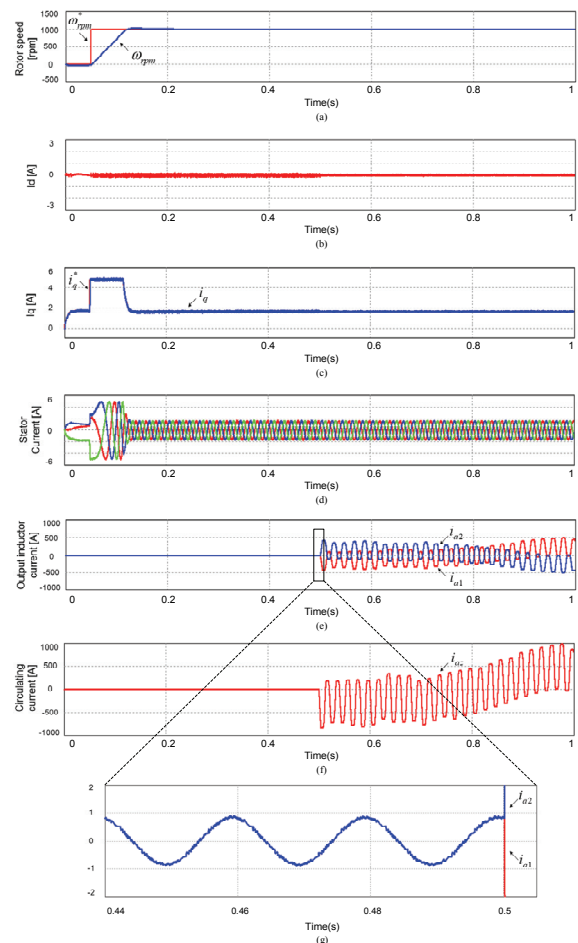 Rotor speed
[rpm]
1500
1000
500
0
-500
ω*rpm
ωrpm
0
0.2
0.4
0.6
0.8
1
Time(s)
(a)
Id [A]
3
0
-3
0
0.2
0.4
0.6
0.8
1
Time(s)
(b)
Iq [A]
6
4
2
0
i*q
iq
0
0.2
0.4
0.6
0.8
1
Time(s)
(c)
Stator
Current [A]
6
0
-6
0
0.2
0.4
0.6
0.8
1
Time(s)
(d)
Output inductor
current [A]
1000
500
0
-500
-1000
ia2
ia1
0
0.2
0.4
0.6
0.8
1
Time(s)
(e)
Circulating
current [A]
1000
500
0
-500
-1000
iaz
0
0.2
0.4
0.6
0.8
1
Time(s)
(f)
2
1
0
-1
-2
ia2
ia1
0.44
0.46
0.48
0.5
Time(s)
(g)